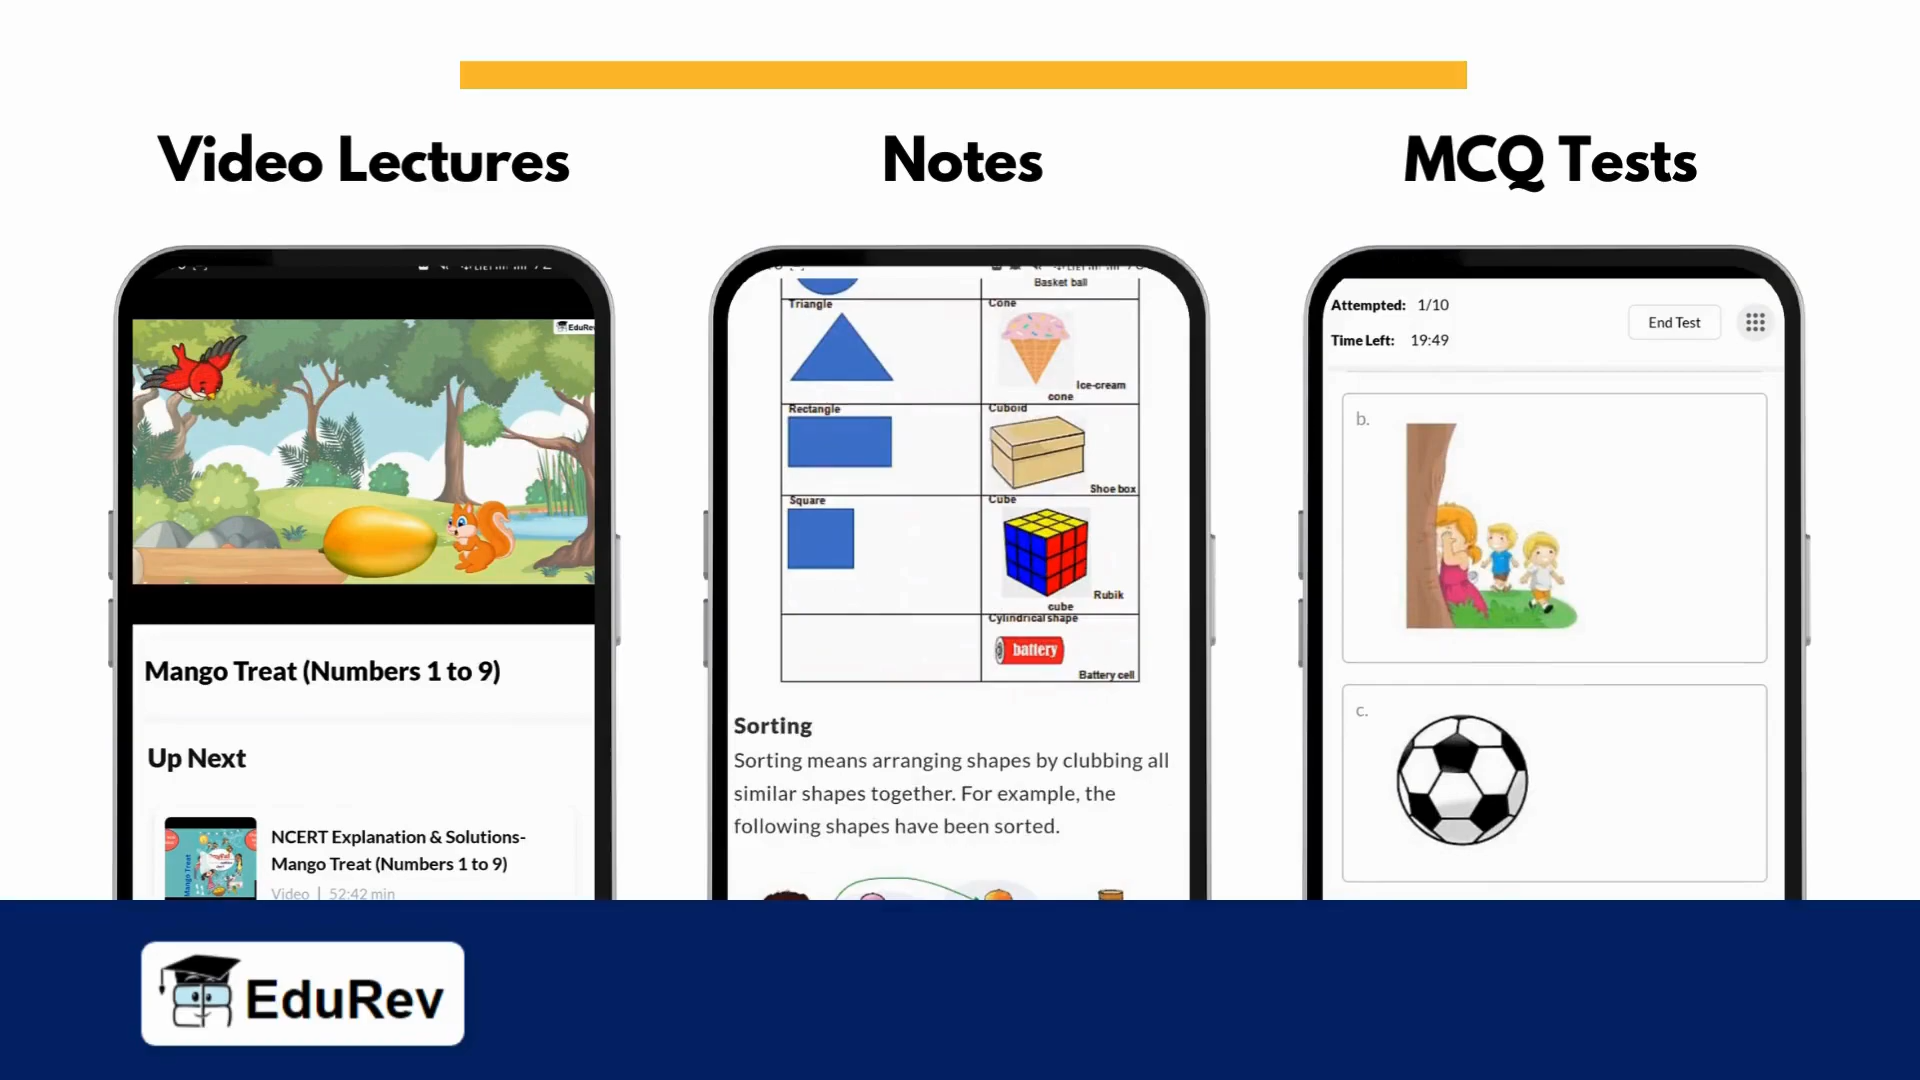 Video Lectures
Notes
MCQ Tests
EduRev
Mango Treat (Numbers 1 to 9)
Up Next
NCERT Explanation & Solutions-
Mango Treat (Numbers 1 to 9)
Video | 52:42 min
Basket ball
Triangle
Cone
Ice-cream
cone
Rectangle
Cuboid
Shoe box
Square
Cube
Rubik
cube
Cylindrical shape
battery
Battery cell
Sorting
Sorting means arranging shapes by clubbing all
similar shapes together. For example, the
following shapes have been sorted.
Attempted: 1/10
Time Left: 19:49
End Test
b.
c.
EduRev